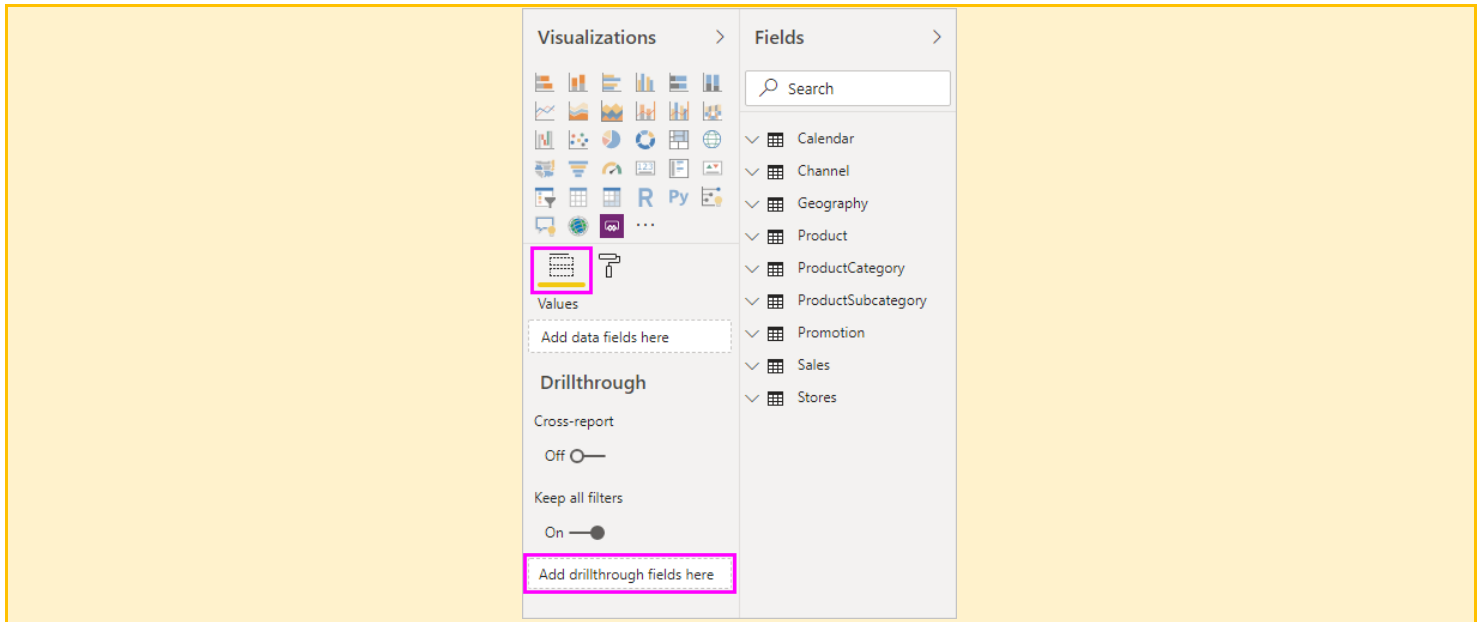 Visualizations
R Py
123
Values
Add data fields here
Drillthrough
Cross-report
Off
Keep all filters
On
Add drillthrough fields here
Fields
Search
Calendar
Channel
Geography
Product
ProductCategory
ProductSubcategory
Promotion
Sales
Stores